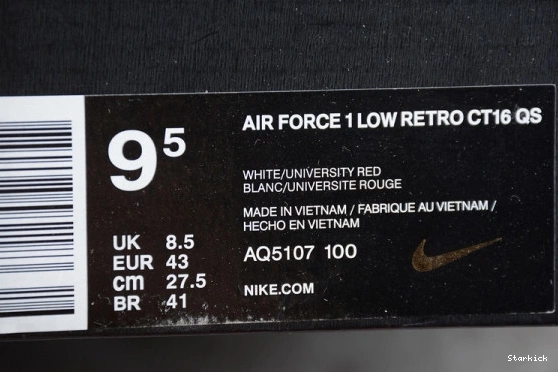 9⁵
UK 8.5
EUR 43
cm 27.5
BR 41
AIR FORCE 1 LOW RETRO CT16 QS
WHITE/UNIVERSITY RED
BLANC/UNIVERSITE ROUGE
MADE IN VIETNAM / FABRIQUE AU VIETNAM /
HECHO EN VIETNAM
AQ5107 100
NIKE.COM
Starkick